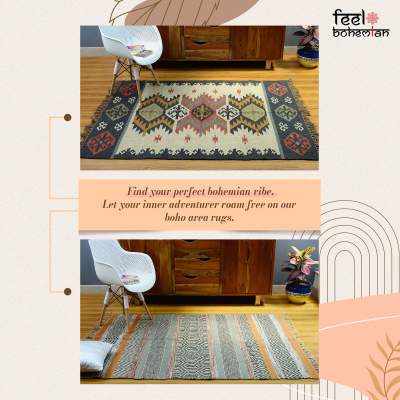 feel
bohemian
Find your perfect bohemian vibe.
Let your inner adventurer roam free on our
boho area rugs.